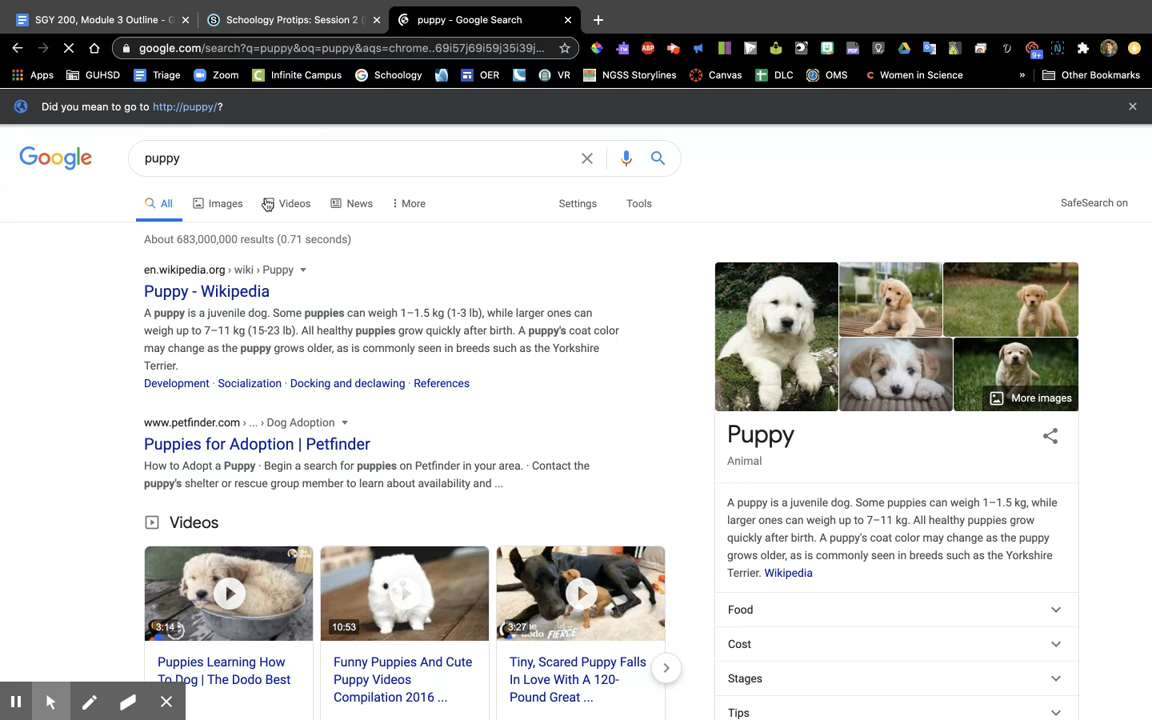 SGY 200, Module 3 Outline - G
Schoology Protips: Session 2 (
puppy - Google Search
google.com/search?q=puppy&oq=puppy&aqs=chrome..69i57j69i59j35i39j...
Apps
GUHSD
Triage
Zoom
Infinite Campus
Schoology
OER
VR
NGSS Storylines
Canvas
DLC
OMS
Women in Science
»
Other Bookmarks
Did you mean to go to http://puppy/?
Google
puppy
All
Images
Videos
News
More
Settings
Tools
SafeSearch on
About 683,000,000 results (0.71 seconds)
en.wikipedia.org › wiki › Puppy
Puppy - Wikipedia
A puppy is a juvenile dog. Some puppies can weigh 1–1.5 kg (1-3 lb), while larger ones can
weigh up to 7–11 kg (15-23 lb). All healthy puppies grow quickly after birth. A puppy's coat color
may change as the puppy grows older, as is commonly seen in breeds such as the Yorkshire
Terrier.
Development · Socialization · Docking and declawing · References
www.petfinder.com › ... › Dog Adoption
Puppies for Adoption | Petfinder
How to Adopt a Puppy · Begin a search for puppies on Petfinder in your area. · Contact the
puppy's shelter or rescue group member to learn about availability and ...
Videos
3:14
10:53
3:27
FIERCE
Puppies Learning How
To Dog | The Dodo Best
Funny Puppies And Cute
Puppy Videos
Compilation 2016 ...
Tiny, Scared Puppy Falls
In Love With A 120-
Pound Great ...
More images
Puppy
Animal
A puppy is a juvenile dog. Some puppies can weigh 1–1.5 kg, while
larger ones can weigh up to 7–11 kg. All healthy puppies grow
quickly after birth. A puppy's coat color may change as the puppy
grows older, as is commonly seen in breeds such as the Yorkshire
Terrier. Wikipedia
Food
Cost
Stages
Tips